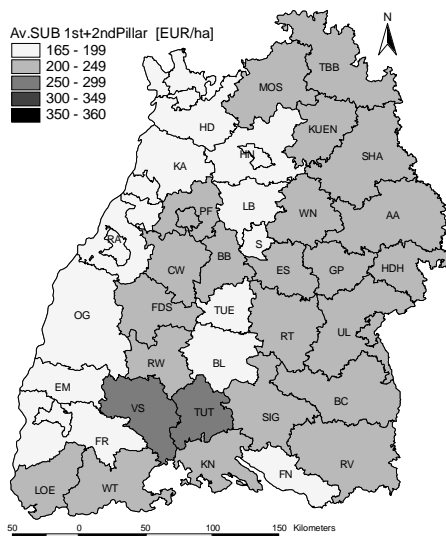 Av.SUB 1st+2ndPillar [EUR/ha]
165 - 199
200 - 249
250 - 299
300 - 349
350 - 360
N
TBB
MOS
HD
KUEN
HN
KA
SHA
PF
LB
WN
AA
RA
S
BB
CW
ES
GP
HDH
OG
FDS
TUE
RT
UL
RW
BL
EM
VS
TUT
SIG
BC
FR
KN
RV
FN
LOE
WT
50 0 50 100 150 Kilometers